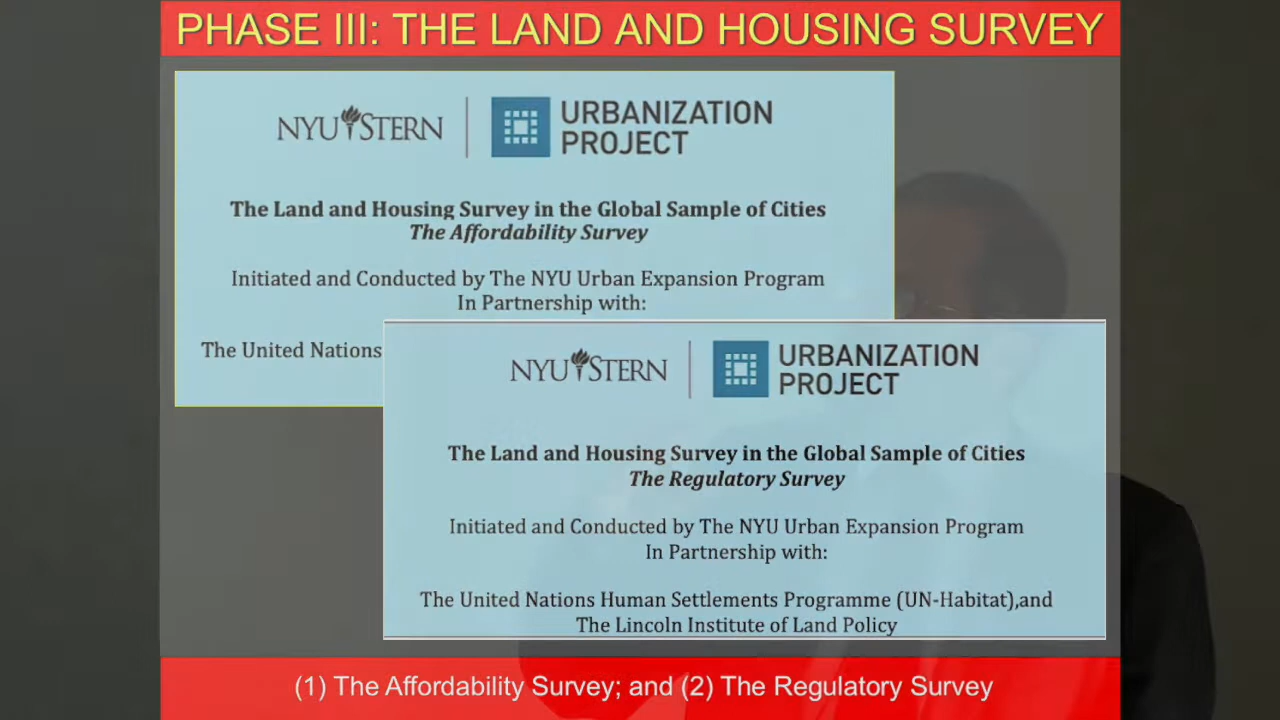 PHASE III: THE LAND AND HOUSING SURVEY
NYU STERN
URBANIZATION
PROJECT
The Land and Housing Survey in the Global Sample of Cities
The Affordability Survey
Initiated and Conducted by The NYU Urban Expansion Program
In Partnership with:
The United Nations
NYU STERN
URBANIZATION
PROJECT
The Land and Housing Survey in the Global Sample of Cities
The Regulatory Survey
Initiated and Conducted by The NYU Urban Expansion Program
In Partnership with:
The United Nations Human Settlements Programme (UN-Habitat),and
The Lincoln Institute of Land Policy
(1) The Affordability Survey; and (2) The Regulatory Survey